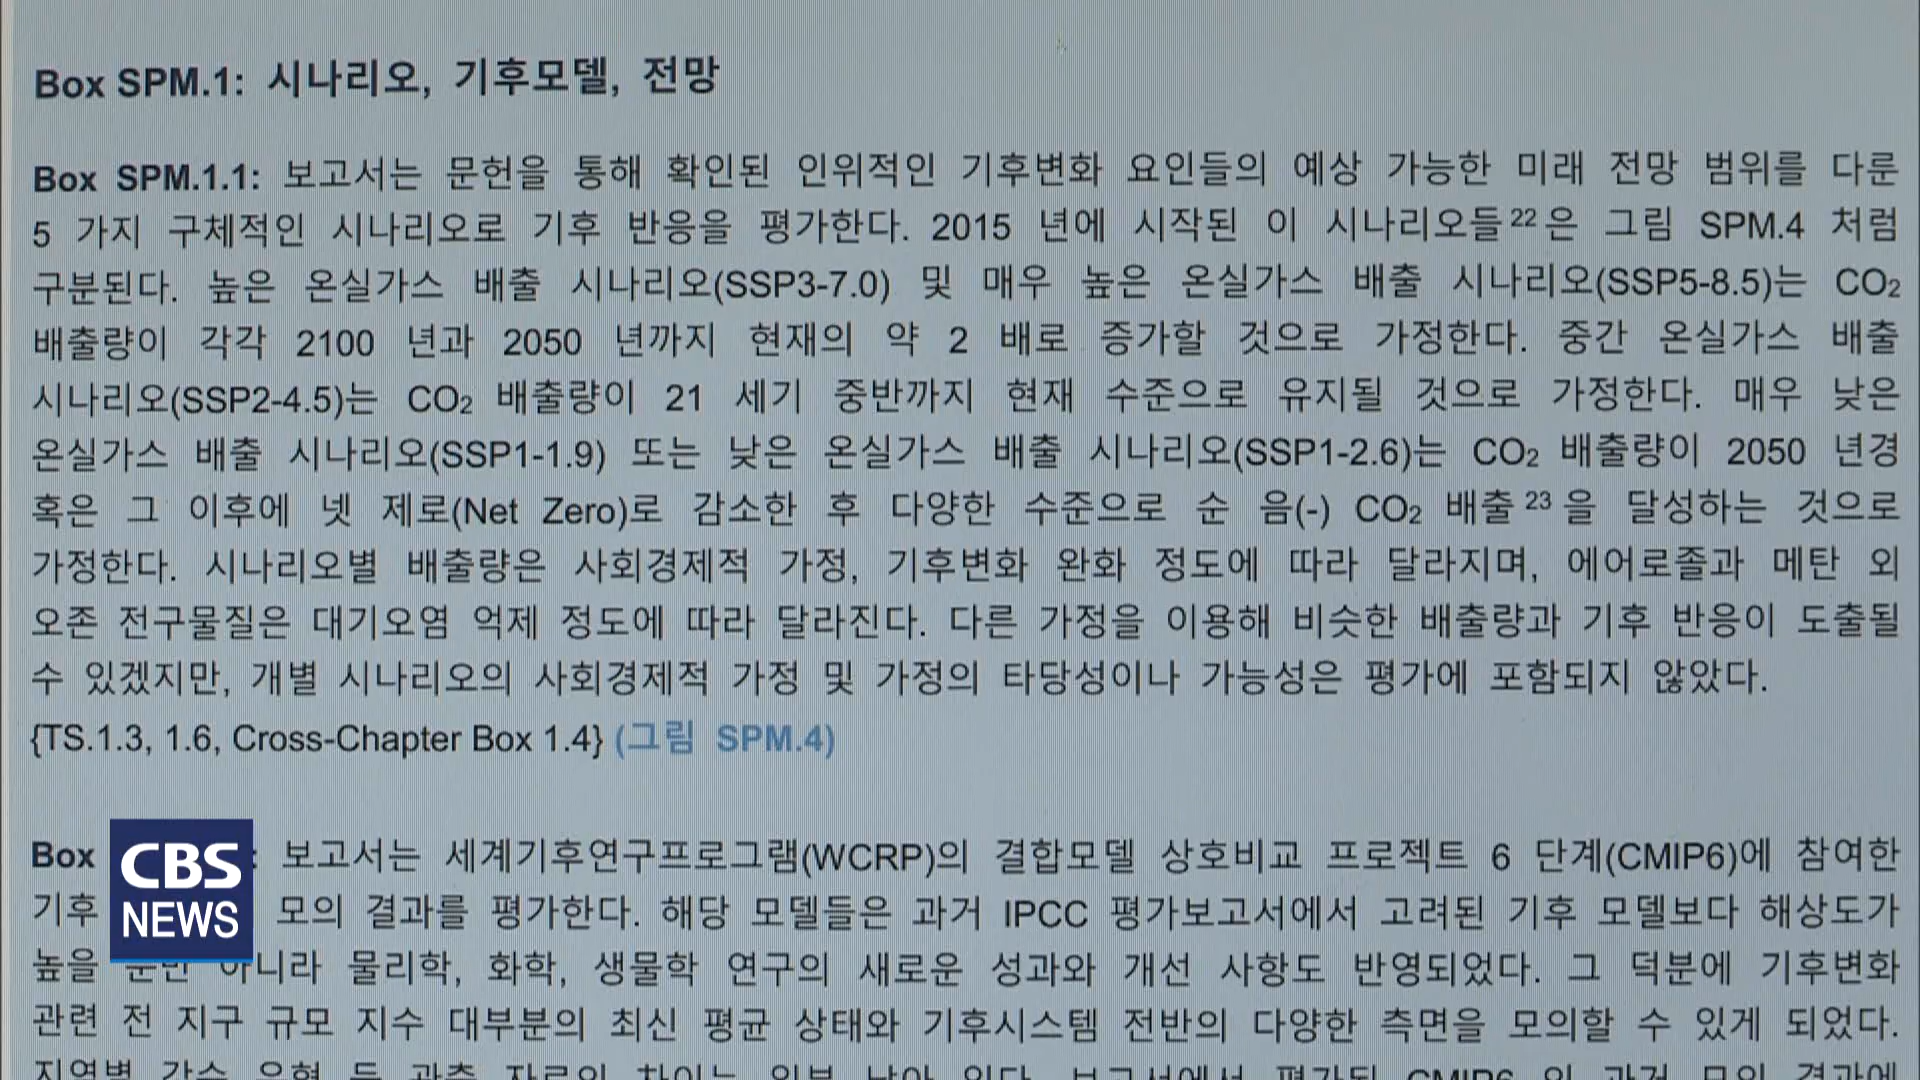 Box SPM.1: 시나리오, 기후모델, 전망
Box SPM.1.1: 보고서는 문헌을 통해 확인된 인위적인 기후변화 요인들의 예상 가능한 미래 전망 범위를 다룬
5 가지 구체적인 시나리오로 기후 반응을 평가한다. 2015 년에 시작된 이 시나리오들22은 그림 SPM.4 처럼
구분된다. 높은 온실가스 배출 시나리오(SSP3-7.0) 및 매우 높은 온실가스 배출 시나리오(SSP5-8.5)는 CO₂
배출량이 각각 2100 년과 2050 년까지 현재의 약 2 배로 증가할 것으로 가정한다. 중간 온실가스 배출
시나리오(SSP2-4.5)는 CO₂ 배출량이 21 세기 중반까지 현재 수준으로 유지될 것으로 가정한다. 매우 낮은
온실가스 배출 시나리오(SSP1-1.9) 또는 낮은 온실가스 배출 시나리오(SSP1-2.6)는 CO₂ 배출량이 2050 년경
혹은 그 이후에 넷 제로(Net Zero)로 감소한 후 다양한 수준으로 순 음(-) CO₂ 배출23을 달성하는 것으로
가정한다. 시나리오별 배출량은 사회경제적 가정, 기후변화 완화 정도에 따라 달라지며, 에어로졸과 메탄 외
오존 전구물질은 대기오염 억제 정도에 따라 달라진다. 다른 가정을 이용해 비슷한 배출량과 기후 반응이 도출될
수 있겠지만, 개별 시나리오의 사회경제적 가정 및 가정의 타당성이나 가능성은 평가에 포함되지 않았다.
{TS.1.3, 1.6, Cross-Chapter Box 1.4} (그림 SPM.4)
Box : 보고서는 세계기후연구프로그램(WCRP)의 결합모델 상호비교 프로젝트 6 단계(CMIP6)에 참여한
기후 모의 결과를 평가한다. 해당 모델들은 과거 IPCC 평가보고서에서 고려된 기후 모델보다 해상도가
높을 뿐만 아니라 물리학, 화학, 생물학 연구의 새로운 성과와 개선 사항도 반영되었다. 그 덕분에 기후변화
관련 전 지구 규모 지수 대부분의 최신 평균 상태와 기후시스템 전반의 다양한 측면을 모의할 수 있게 되었다.
CBS
NEWS